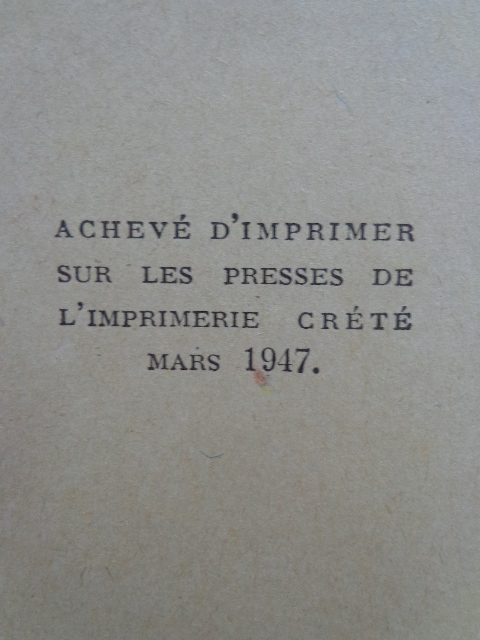 ACHEVÉ D'IMPRIMER
SUR LES PRESSES DE
L'IMPRIMERIE CRÉTÉ
MARS 1947.